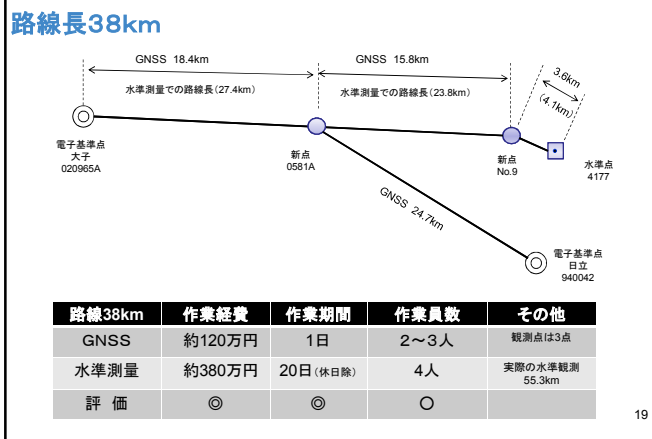 路線長38km
GNSS 18.4km
GNSS 15.8km
3.6km
水準測量での路線長(27.4km)
水準測量での路線長(23.8km)
(4.1km)
電子基準点
大子
020965A
新点
0581A
新点
No.9
水準点
4177
GNSS 24.7km
電子基準点
日立
940042
路線38km 作業経費 作業期間 作業員数 その他
GNSS 約120万円 1日 2～3人 観測点は3点
水準測量 約380万円 20日(休日除) 4人 実際の水準観測
55.3km
評 価 ◎ ◎ ○
19